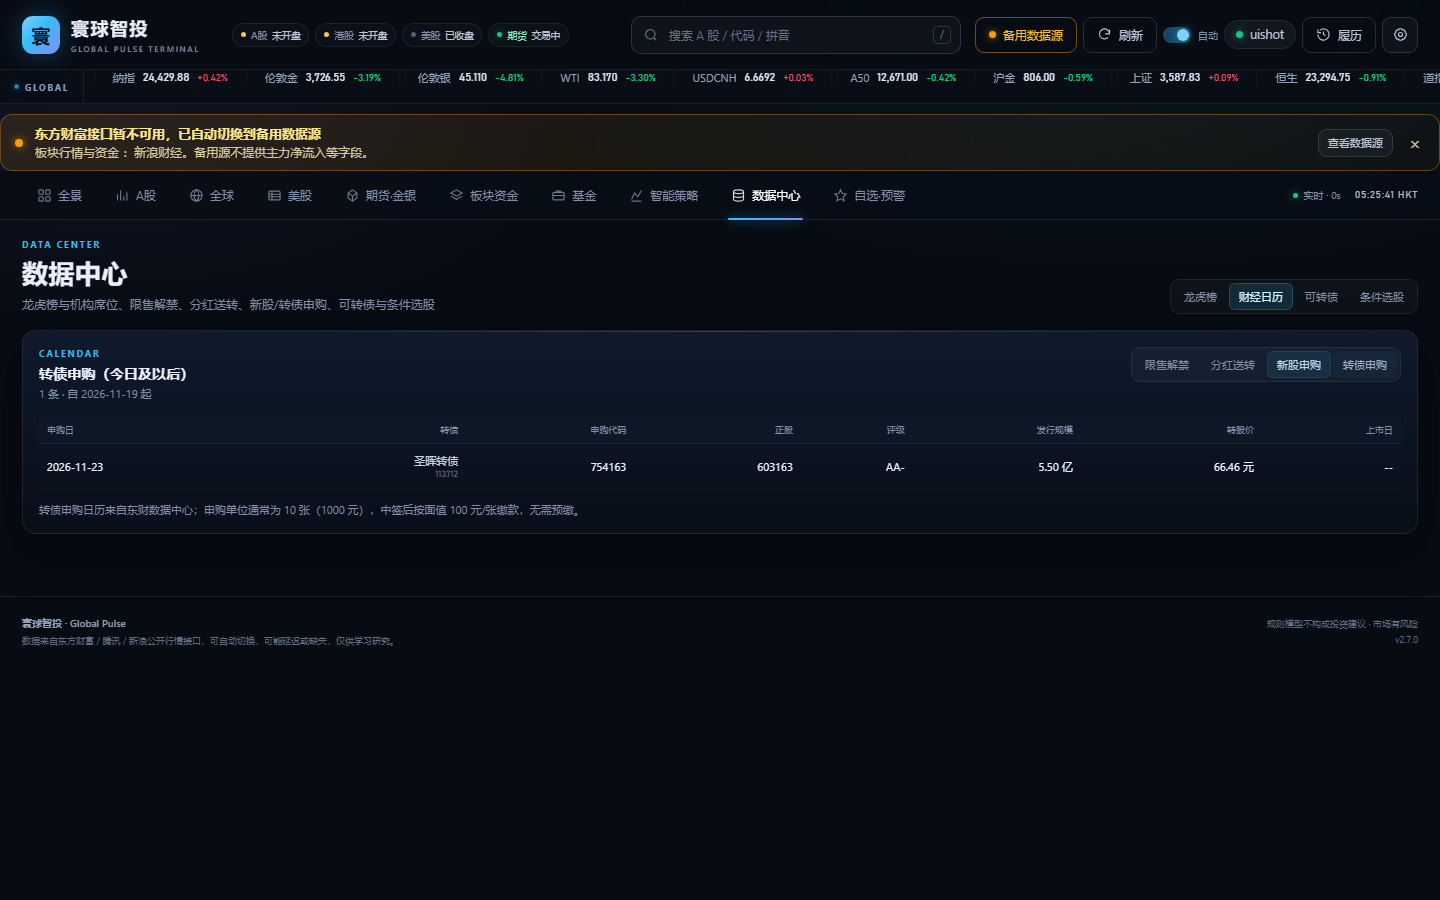 寰
寰球智投
GLOBAL PULSE TERMINAL
A股 未开盘
港股 未开盘
美股 已收盘
期货 交易中
搜索 A 股 / 代码 / 拼音
/
备用数据源
刷新
自动
uishot
履历
GLOBAL
纳指 24,429.88 +0.42%
伦敦金 3,726.55 -3.19%
伦敦银 45.110 -4.81%
WTI 83.170 -3.30%
USDCNH 6.6692 +0.03%
A50 12,671.00 -0.42%
沪金 806.00 -0.59%
上证 3,587.83 +0.09%
恒生 23,294.75 -0.91%
东方财富接口暂不可用，已自动切换到备用数据源
板块行情与资金： 新浪财经。备用源不提供主力净流入等字段。
查看数据源
×
全景
A股
全球
美股
期货·金银
板块资金
基金
智能策略
数据中心
自选·预警
实时 · 0s
05:25:41 HKT
DATA CENTER
数据中心
龙虎榜与机构席位、限售解禁、分红送转、新股/转债申购、可转债与条件选股
龙虎榜
财经日历
可转债
条件选股
CALENDAR
转债申购（今日及以后）
1 条 · 自 2026-11-19 起
限售解禁
分红送转
新股申购
转债申购
申购日 转债 申购代码 正股 评级 发行规模 转股价 上市日
2026-11-23 圣晖转债 754163 603163 AA- 5.50 亿 66.46 元 --
113712
转债申购日历来自东财数据中心；申购单位通常为 10 张（1000 元），中签后按面值 100 元/张缴款，无需预缴。
寰球智投 · Global Pulse
数据来自东方财富 / 腾讯 / 新浪公开行情接口，可自动切换，可能延迟或缺失，仅供学习研究。
规则模型不构成投资建议 · 市场有风险
v2.7.0